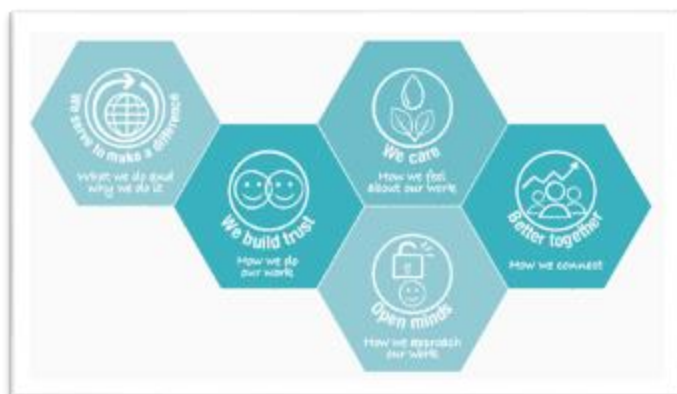 We serve to make a difference
What we do and
why we do it
We build trust
How we do
our work
We care
How we feel
about our work
Open minds
How we approach
our work
Better together
How we connect